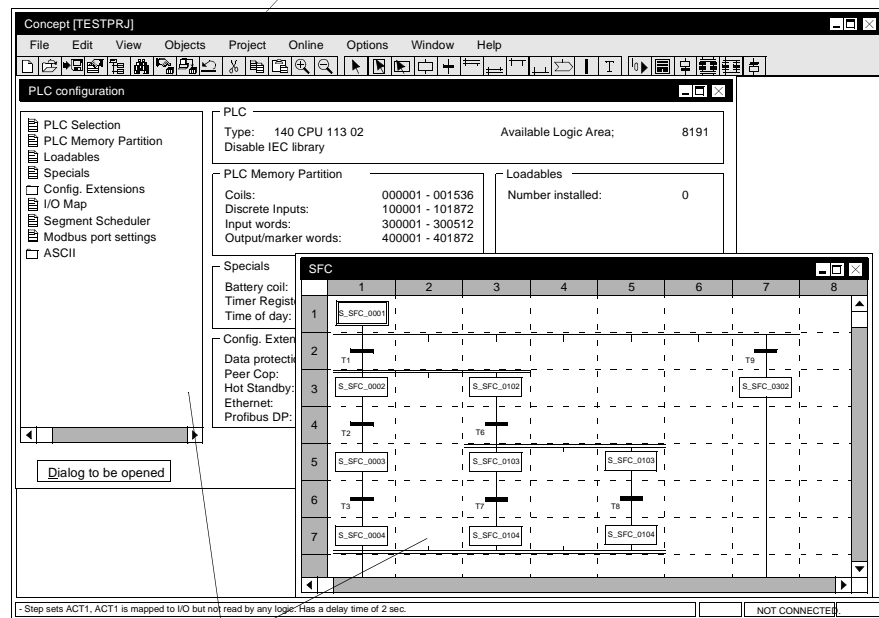 Concept [TESTPRJ]
File Edit View Objects Project Online Options Window Help
PLC configuration
PLC Selection
PLC Memory Partition
Loadables
Specials
Config. Extensions
I/O Map
Segment Scheduler
Modbus port settings
ASCII
Dialog to be opened
PLC
Type: 140 CPU 113 02 Available Logic Area; 8191
Disable IEC library
PLC Memory Partition
Coils: 000001 - 001536
Discrete Inputs: 100001 - 101872
Input words: 300001 - 300512
Output/marker words: 400001 - 401872
Loadables
Number installed: 0
Specials
Battery coil:
Timer Regist
Time of day:
Config. Exten
Data protecti
Peer Cop:
Hot Standby:
Ethernet:
Profibus DP:
SFC
1 2 3 4 5 6 7 8
1 S_SFC_0001
2 T1 T9
3 S_SFC_0002 S_SFC_0102 S_SFC_0302
4 T2 T6
5 S_SFC_0003 S_SFC_0103 S_SFC_0103
6 T3 T7 T8
7 S_SFC_0004 S_SFC_0104 S_SFC_0104
- Step sets ACT1, ACT1 is mapped to I/O but not read by any logic. Has a delay time of 2 sec.
NOT CONNECTED.